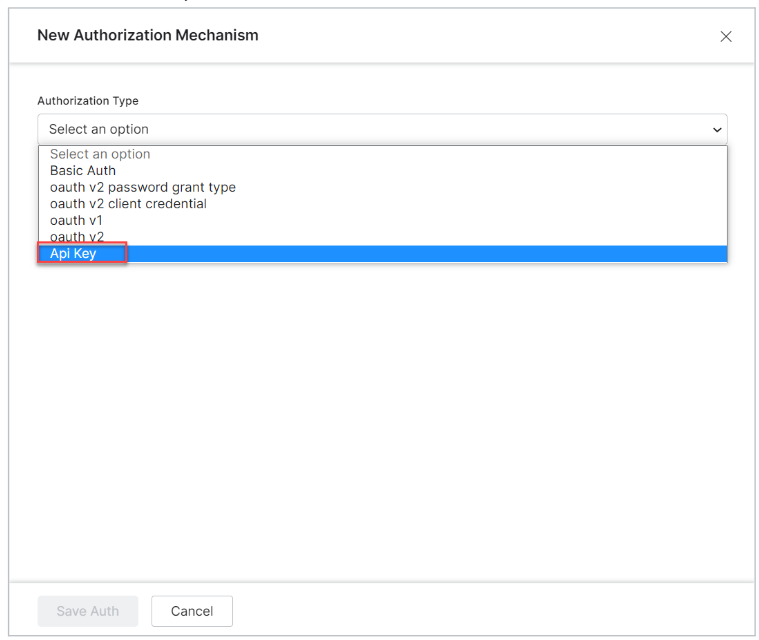 New Authorization Mechanism
Authorization Type
Select an option
Select an option
Basic Auth
oauth v2 password grant type
oauth v2 client credential
oauth v1
oauth v2
Api Key
Save Auth
Cancel